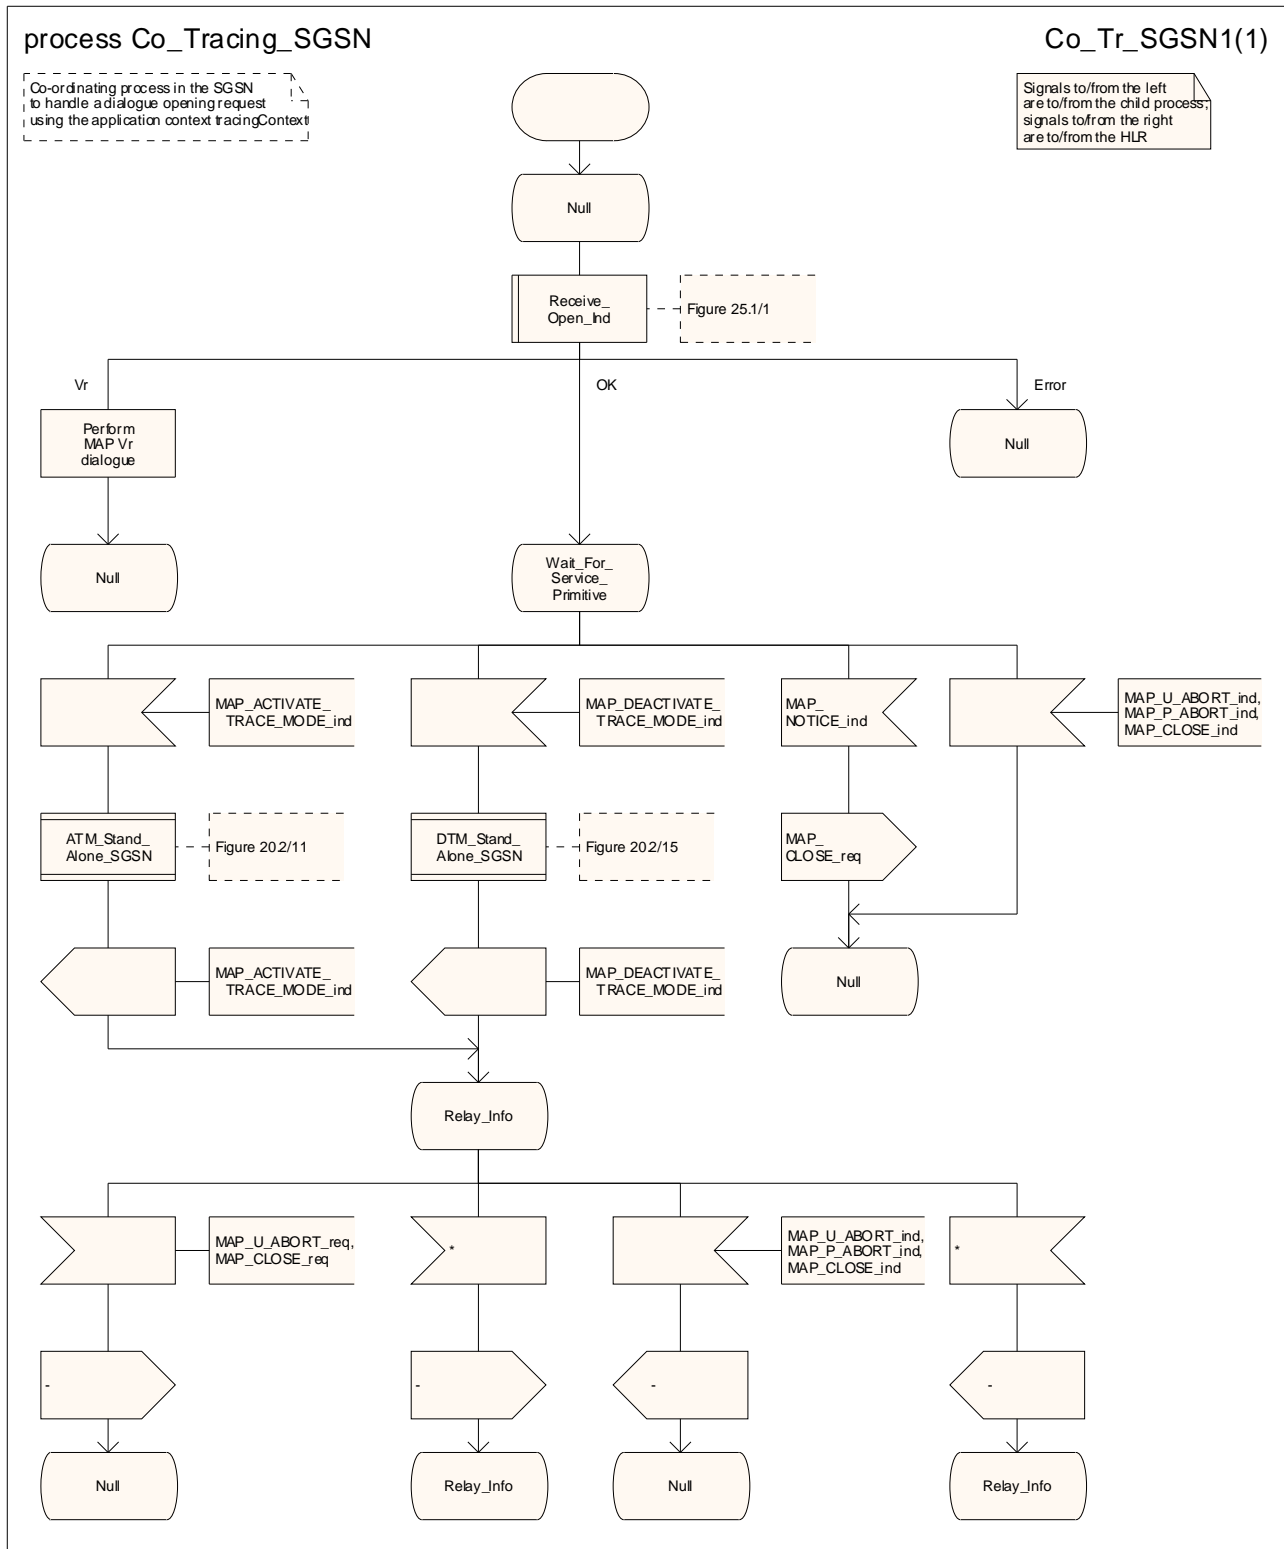 process Co_Tracing_SGSN
Co_Tr_SGSN1(1)
Co-ordinating process in the SGSN
to handle a dialogue opening request
using the application context tracingContext
Signals to/from the left
are to/from the child process;
signals to/from the right
are to/from the HLR
Null
Receive_
Open_Ind
Figure 25.1/1
Vr
OK
Error
Perform
MAP Vr
dialogue
Null
Null
Wait_For_
Service_
Primitive
MAP_ACTIVATE_
TRACE_MODE_ind
MAP_DEACTIVATE_
TRACE_MODE_ind
MAP_
NOTICE_ind
MAP_U_ABORT_ind,
MAP_P_ABORT_ind,
MAP_CLOSE_ind
ATM_Stand_
Alone_SGSN
Figure 20.2/11
DTM_Stand_
Alone_SGSN
Figure 20.2/15
MAP_
CLOSE_req
MAP_ACTIVATE_
TRACE_MODE_ind
MAP_DEACTIVATE_
TRACE_MODE_ind
Null
Relay_Info
MAP_U_ABORT_req,
MAP_CLOSE_req
*
MAP_U_ABORT_ind,
MAP_P_ABORT_ind,
MAP_CLOSE_ind
*
-
-
-
-
Null
Relay_Info
Null
Relay_Info